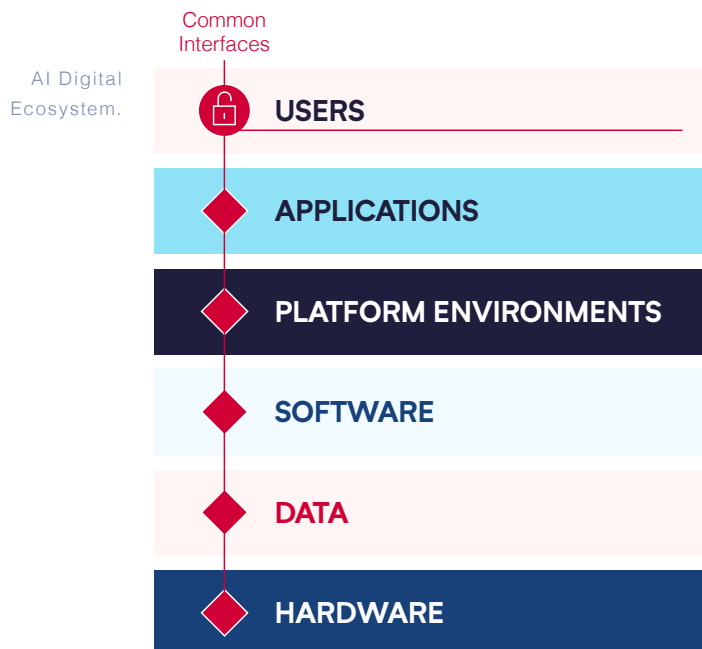 Common
Interfaces
AI Digital
Ecosystem.
USERS
APPLICATIONS
PLATFORM ENVIRONMENTS
SOFTWARE
DATA
HARDWARE